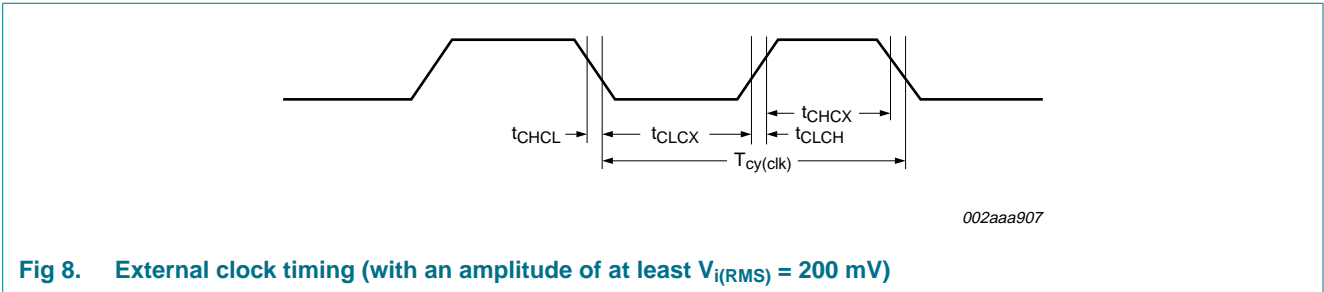 tCHCX
tCHCL
tCLCX
tCLCH
Tcy(clk)
002aaa907
Fig 8. External clock timing (with an amplitude of at least Vi(RMS) = 200 mV)